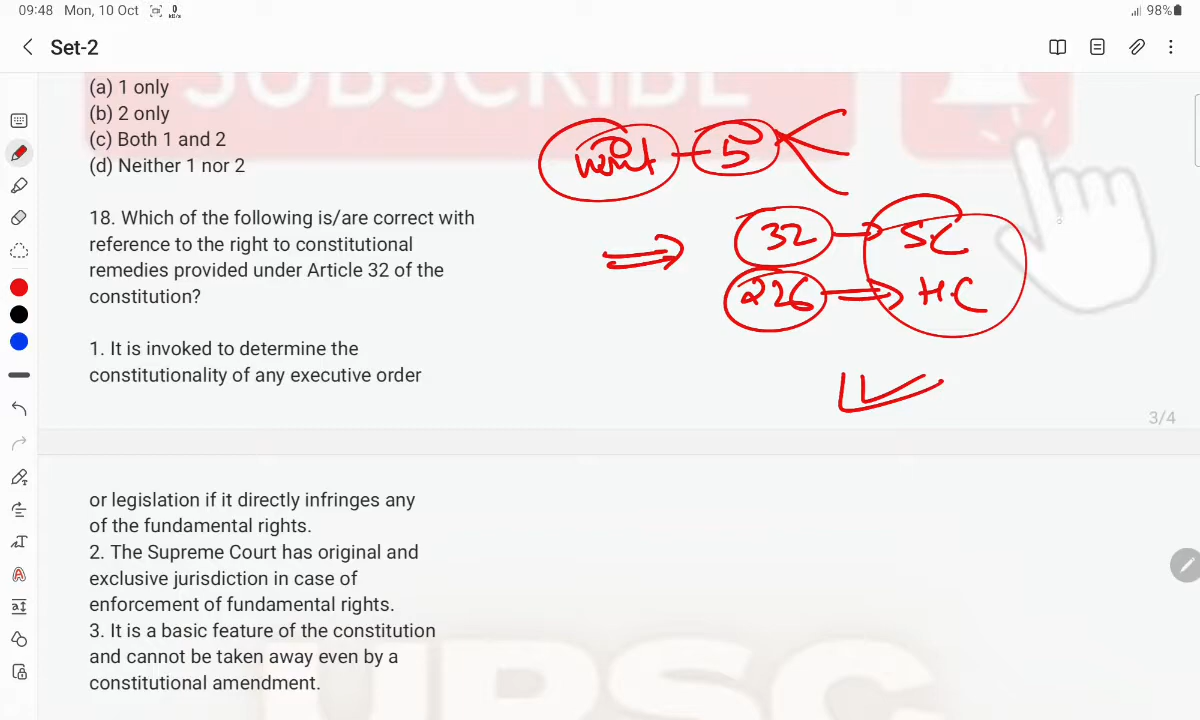 09:48 Mon, 10 Oct
98%
Set-2
SUBSCRIBE
(a) 1 only
(b) 2 only
(c) Both 1 and 2
(d) Neither 1 nor 2
5
18. Which of the following is/are correct with
reference to the right to constitutional
remedies provided under Article 32 of the
constitution?
32 SC
226 HC
1. It is invoked to determine the
constitutionality of any executive order
3/4
or legislation if it directly infringes any
of the fundamental rights.
2. The Supreme Court has original and
exclusive jurisdiction in case of
enforcement of fundamental rights.
3. It is a basic feature of the constitution
and cannot be taken away even by a
constitutional amendment.
UPSC